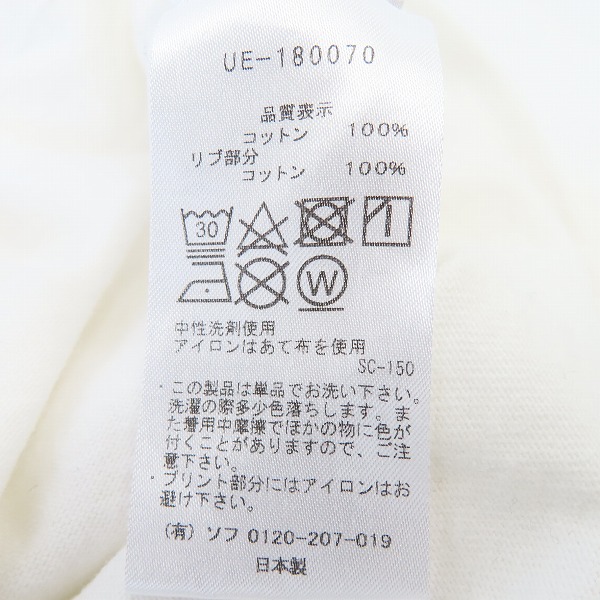 UE-180070
品質表示
コットン 100%
リブ部分
コットン 100%
30
W
中性洗剤使用
アイロンはあて布を使用
SC-150
・この製品は単品でお洗い下さい。
洗濯の際多少色落ちします。ま
た着用中摩擦でほかの物に色が
付くことがありますので、ご注
意下さい。
・プリント部分にはアイロンはお
避け下さい。
(有) ソフ 0120-207-019
日本製